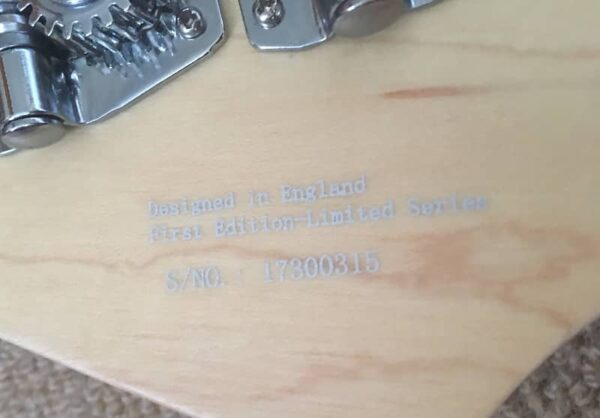 Designed in England
First Edition-Limited Series
S/NO.: 17300315